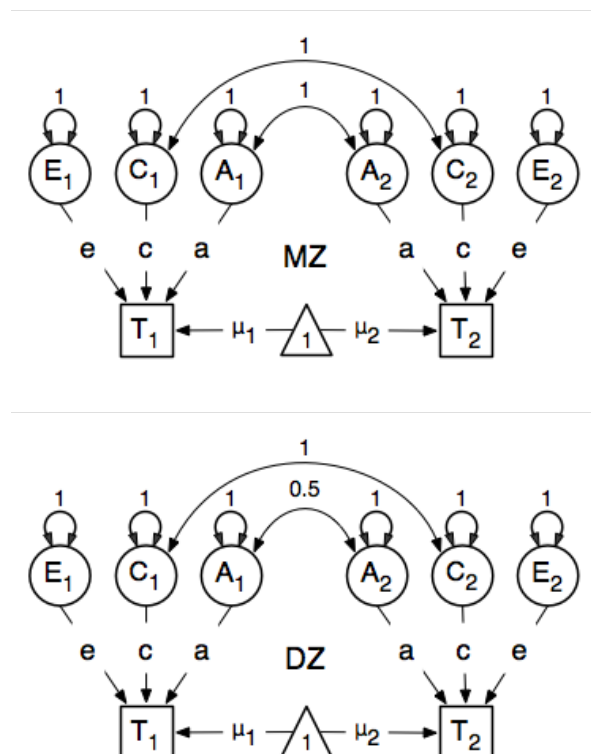 1
1
1 1 1 1 1 1
E₁ C₁ A₁ A₂ C₂ E₂
e c a MZ a c e
T₁ μ₁ 1 μ₂ T₂
1
0.5
1 1 1 1 1 1
E₁ C₁ A₁ A₂ C₂ E₂
e c a DZ a c e
T₁ μ₁ 1 μ₂ T₂